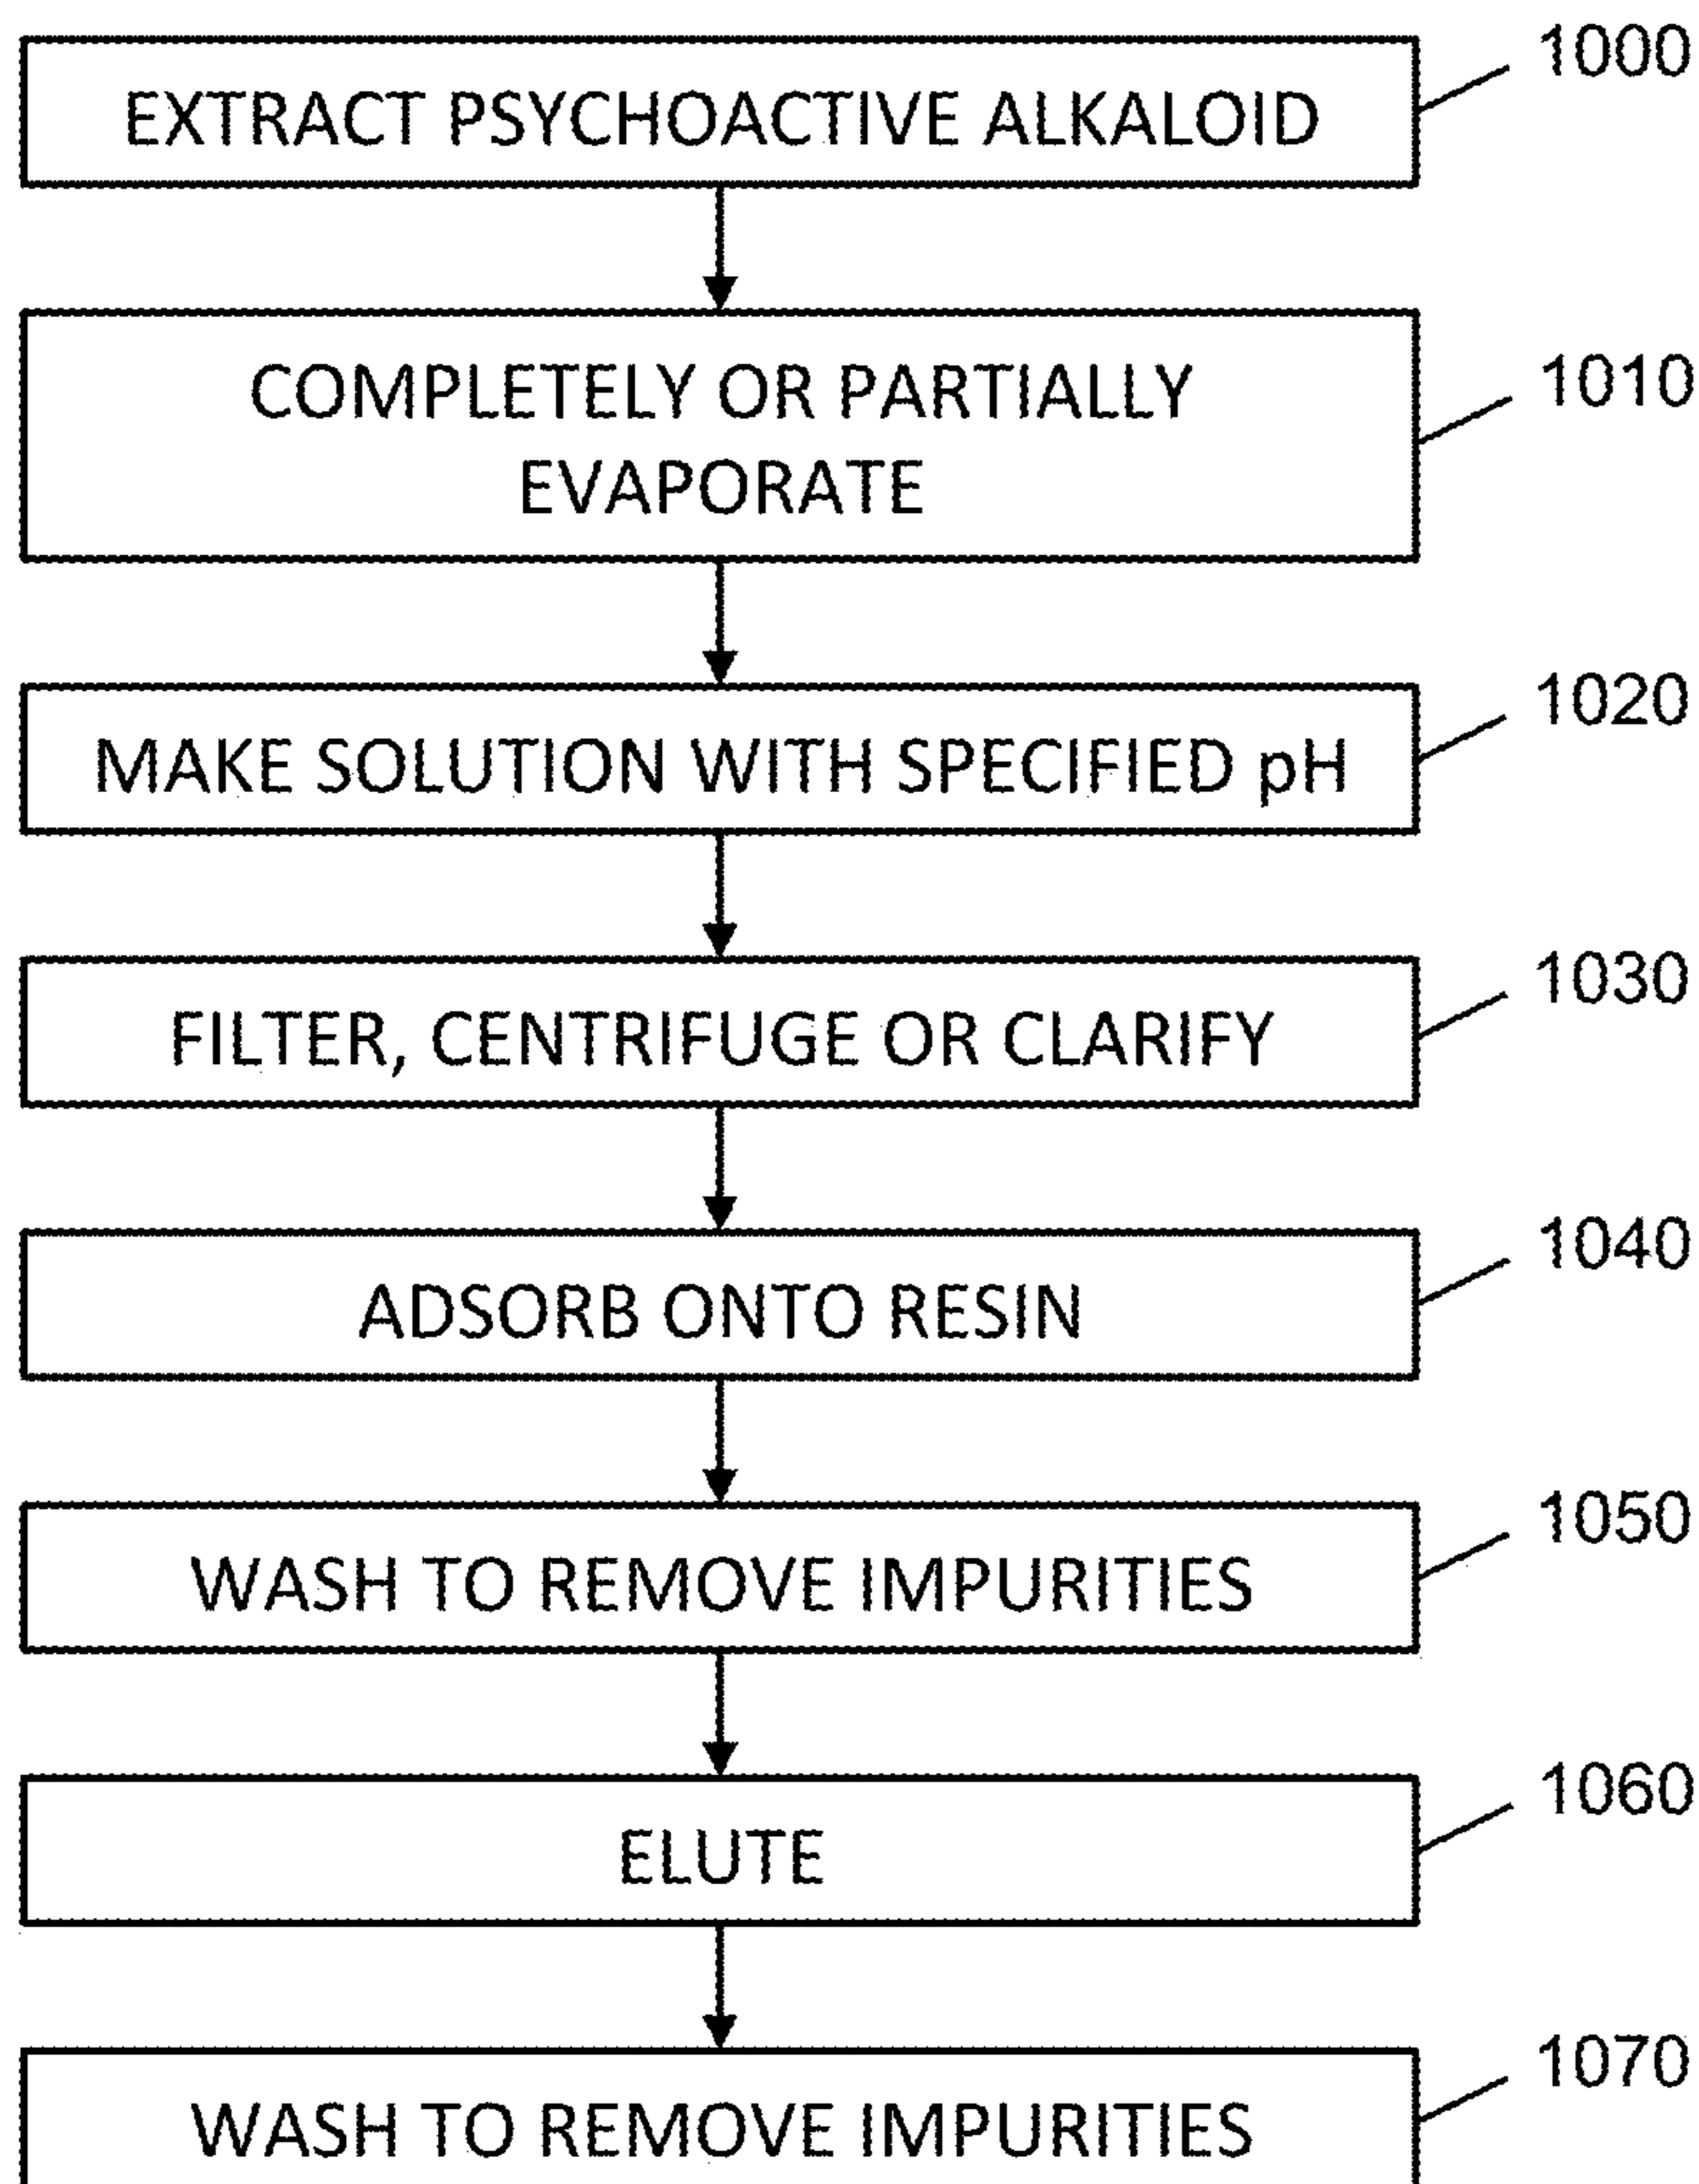 EXTRACT PSYCHOACTIVE ALKALOID
1000
COMPLETELY OR PARTIALLY
EVAPORATE
1010
MAKE SOLUTION WITH SPECIFIED pH
1020
FILTER, CENTRIFUGE OR CLARIFY
1030
ADSORB ONTO RESIN
1040
WASH TO REMOVE IMPURITIES
1050
ELUTE
1060
WASH TO REMOVE IMPURITIES
1070